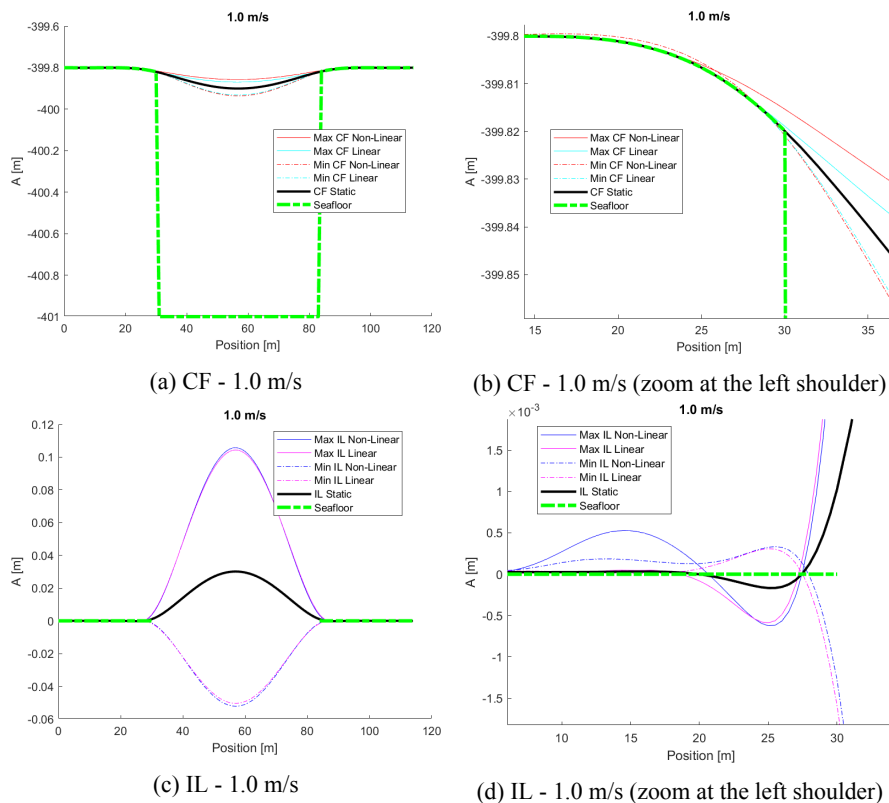 1.0 m/s
-399.6
-399.8
-400
-400.2
-400.4
-400.6
-400.8
-401
A [m]
Max CF Non-Linear
Max CF Linear
Min CF Non-Linear
Min CF Linear
CF Static
Seafloor
0 20 40 60 80 100 120
Position [m]
(a) CF - 1.0 m/s
1.0 m/s
-399.8
-399.81
-399.82
-399.83
-399.84
-399.85
A [m]
Max CF Non-Linear
Max CF Linear
Min CF Non-Linear
Min CF Linear
CF Static
Seafloor
15 20 25 30 35
Position [m]
(b) CF - 1.0 m/s (zoom at the left shoulder)
1.0 m/s
0.12
0.1
0.08
0.06
0.04
0.02
0
-0.02
-0.04
-0.06
A [m]
Max IL Non-Linear
Max IL Linear
Min IL Non-Linear
Min IL Linear
IL Static
Seafloor
0 20 40 60 80 100 120
Position [m]
(c) IL - 1.0 m/s
×10-3
1.0 m/s
1.5
1
0.5
0
-0.5
-1
-1.5
A [m]
Max IL Non-Linear
Max IL Linear
Min IL Non-Linear
Min IL Linear
IL Static
Seafloor
10 15 20 25 30
Position [m]
(d) IL - 1.0 m/s (zoom at the left shoulder)